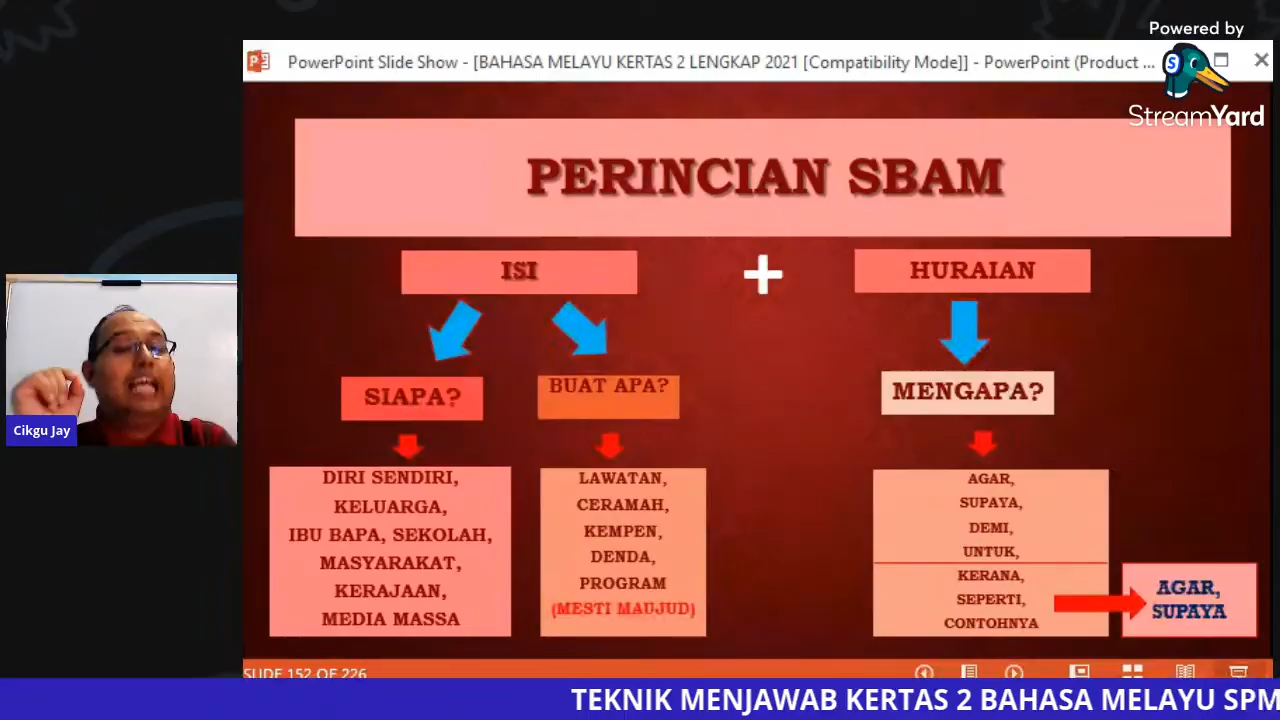 Powered by
StreamYard
PowerPoint Slide Show - [BAHASA MELAYU KERTAS 2 LENGKAP 2021 [Compatibility Mode]] - PowerPoint (Product ...
PERINCIAN SBAM
ISI
+
HURAIAN
SIAPA?
BUAT APA?
MENGAPA?
DIRI SENDIRI,
KELUARGA,
IBU BAPA, SEKOLAH,
MASYARAKAT,
KERAJAAN,
MEDIA MASSA
LAWATAN,
CERAMAH,
KEMPEN,
DENDA,
PROGRAM
(MESTI MAUJUD)
AGAR,
SUPAYA,
DEMI,
UNTUK,
KERANA,
SEPERTI,
CONTOHNYA
AGAR,
SUPAYA
Cikgu Jay
SLIDE 152 OF 226
TEKNIK MENJAWAB KERTAS 2 BAHASA MELAYU SPM